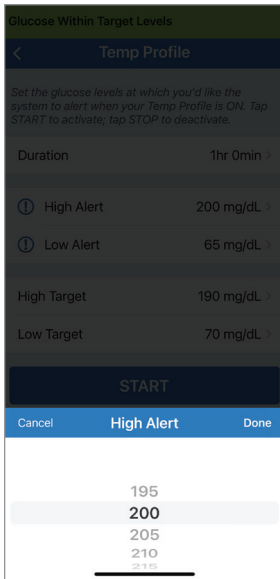 Glucose Within Target Levels
Temp Profile
Set the glucose levels at which you'd like the
system to alert when your Temp Profile is ON. Tap
START to activate; tap STOP to deactivate.
Duration 1hr 0min
High Alert 200 mg/dL
Low Alert 65 mg/dL
High Target 190 mg/dL
Low Target 70 mg/dL
START
Cancel High Alert Done
195
200
205
210
215